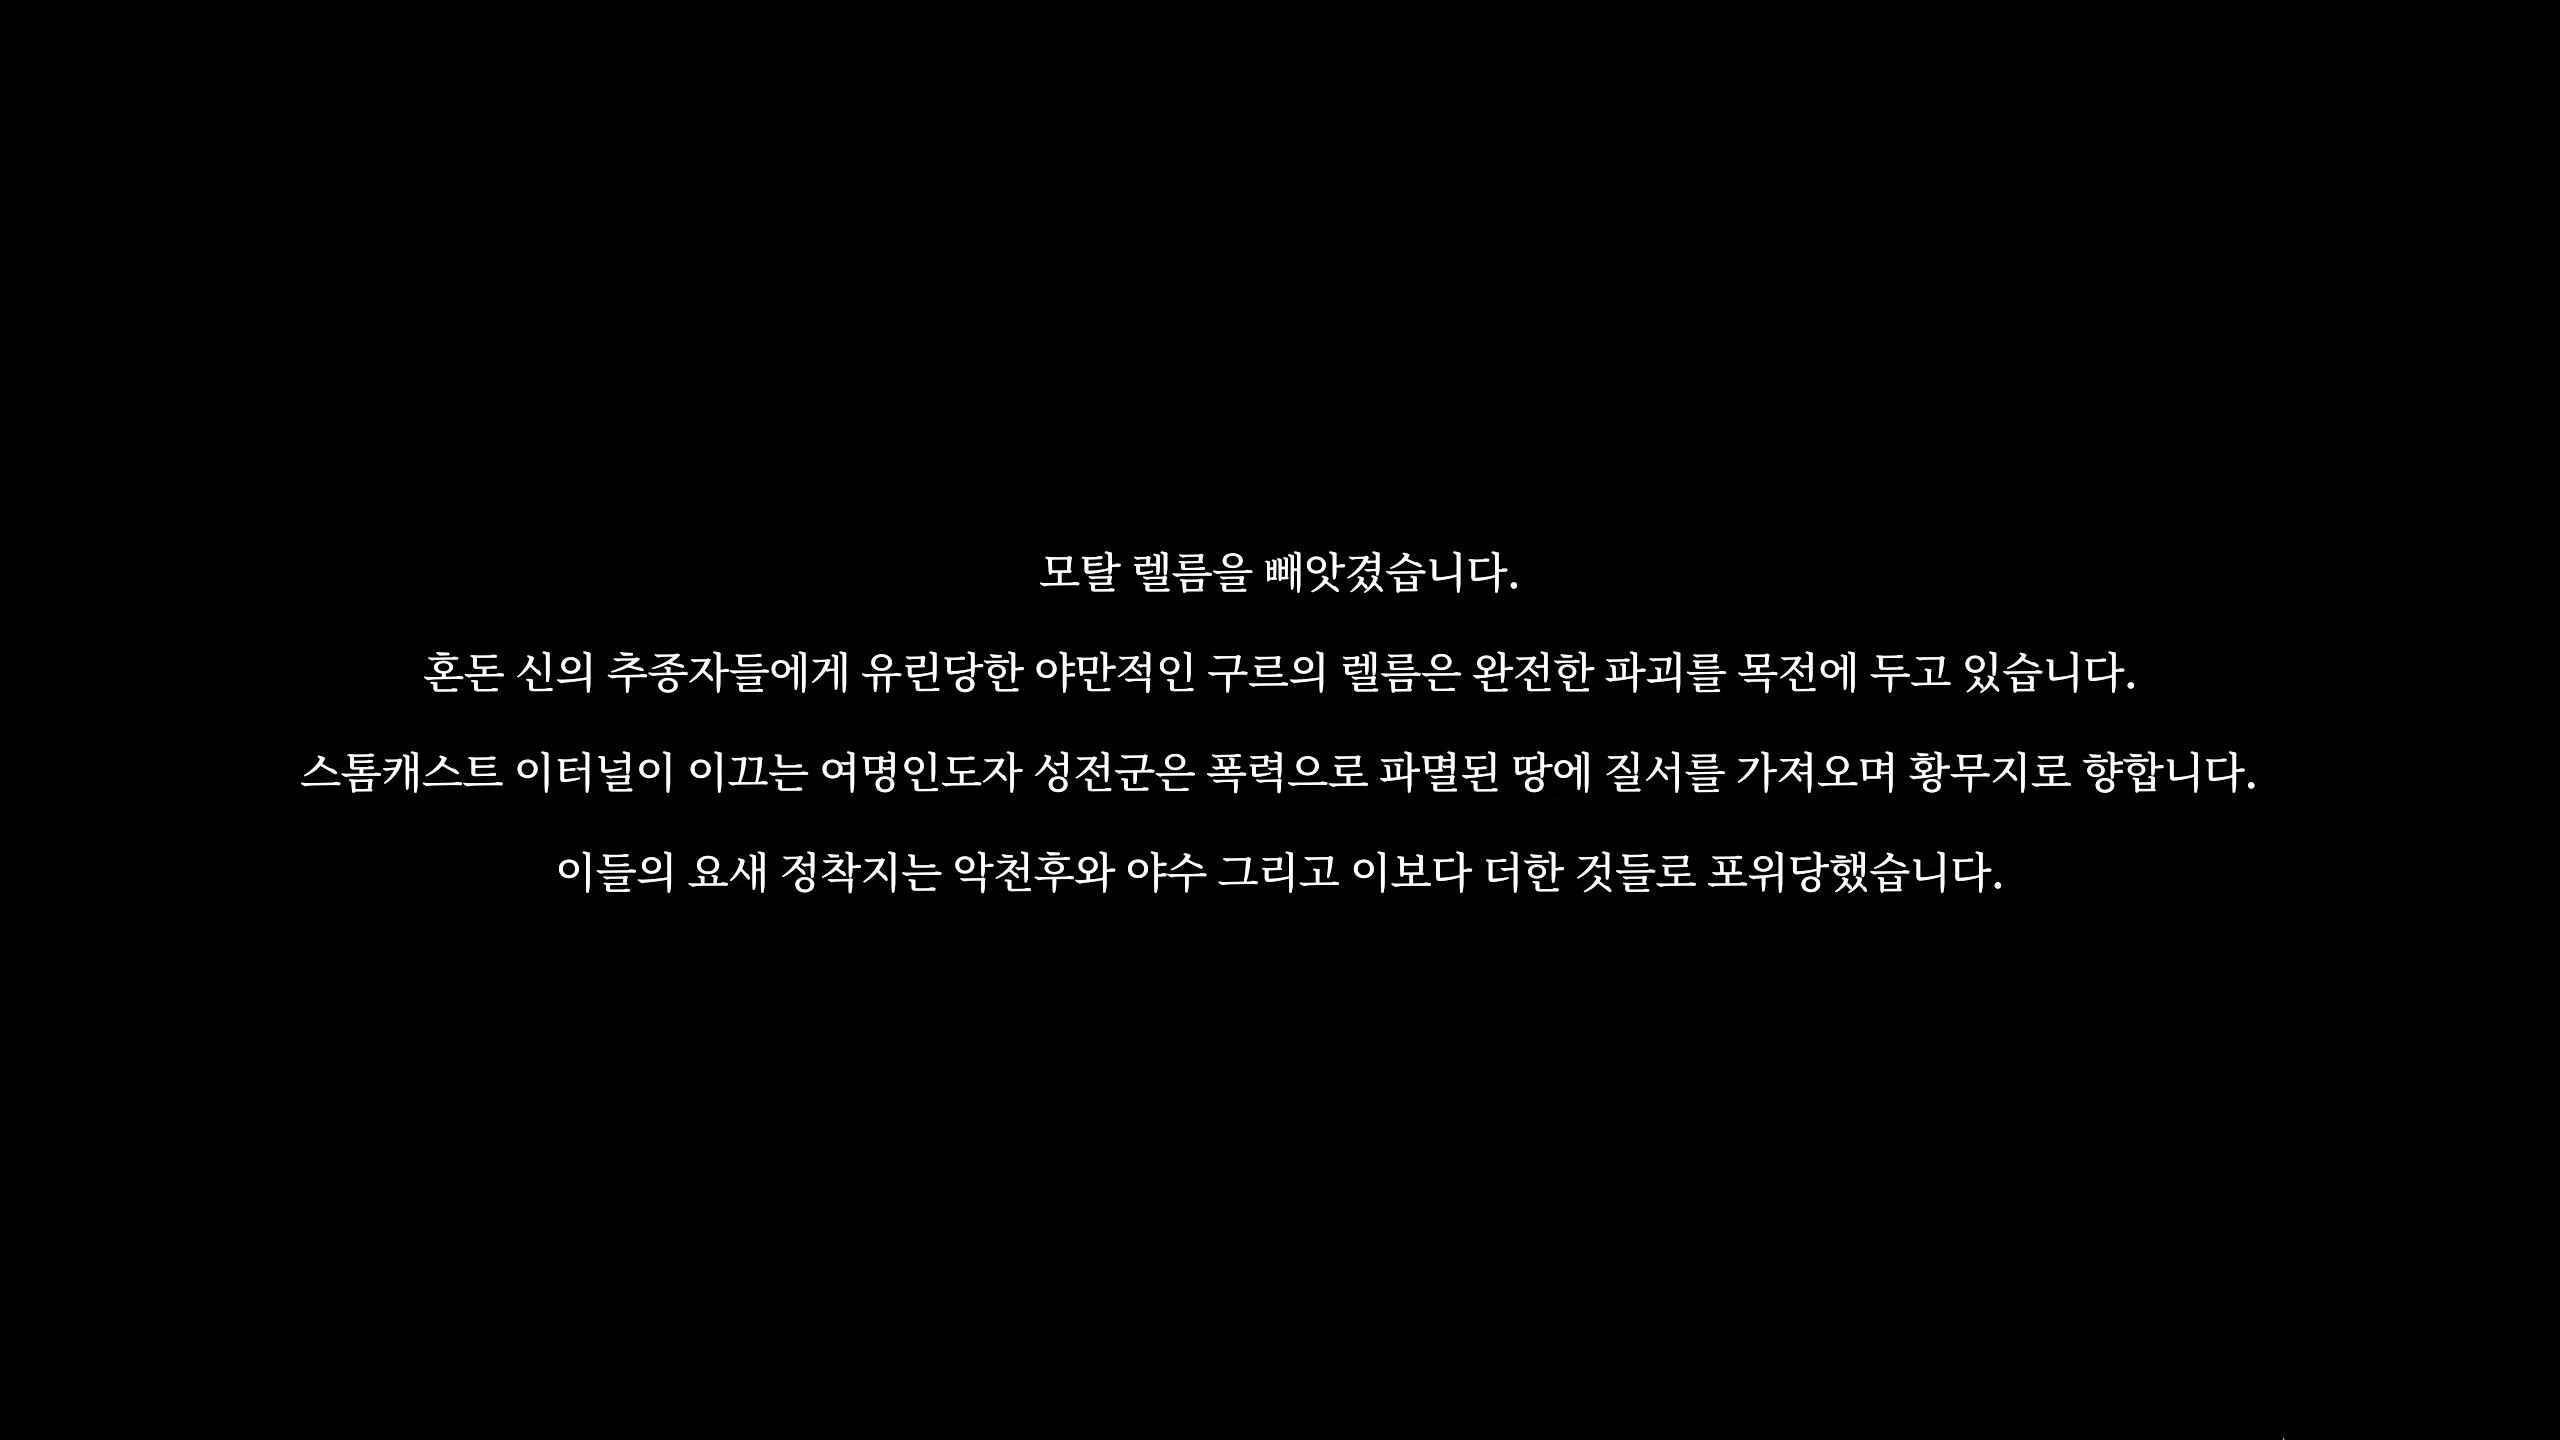 모탈 렐름을 빼앗겼습니다.
혼돈 신의 추종자들에게 유린당한 야만적인 구르의 렐름은 완전한 파괴를 목전에 두고 있습니다.
스톰캐스트 이터널이 이끄는 여명인도자 성전군은 폭력으로 파멸된 땅에 질서를 가져오며 황무지로 향합니다.
이들의 요새 정착지는 악천후와 야수 그리고 이보다 더한 것들로 포위당했습니다.